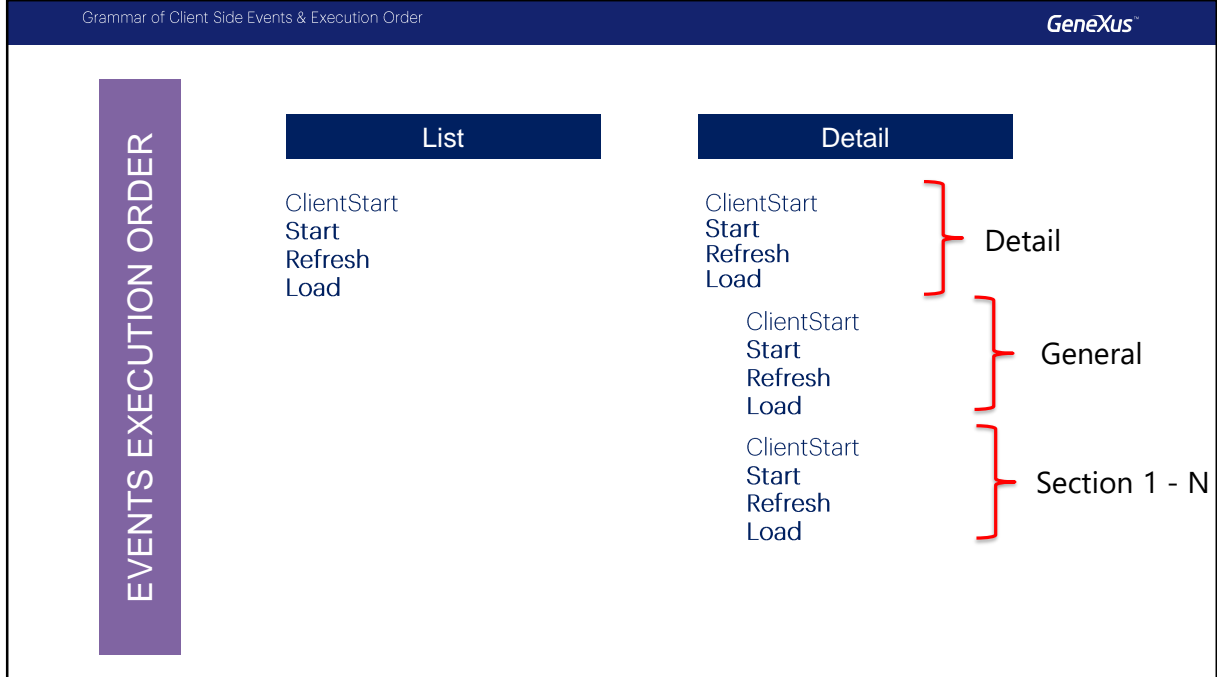 Grammar of Client Side Events & Execution Order
GeneXus™
EVENTS EXECUTION ORDER
List
ClientStart
Start
Refresh
Load
Detail
ClientStart
Start
Refresh
Load
Detail
ClientStart
Start
Refresh
Load
General
ClientStart
Start
Refresh
Load
Section 1 - N